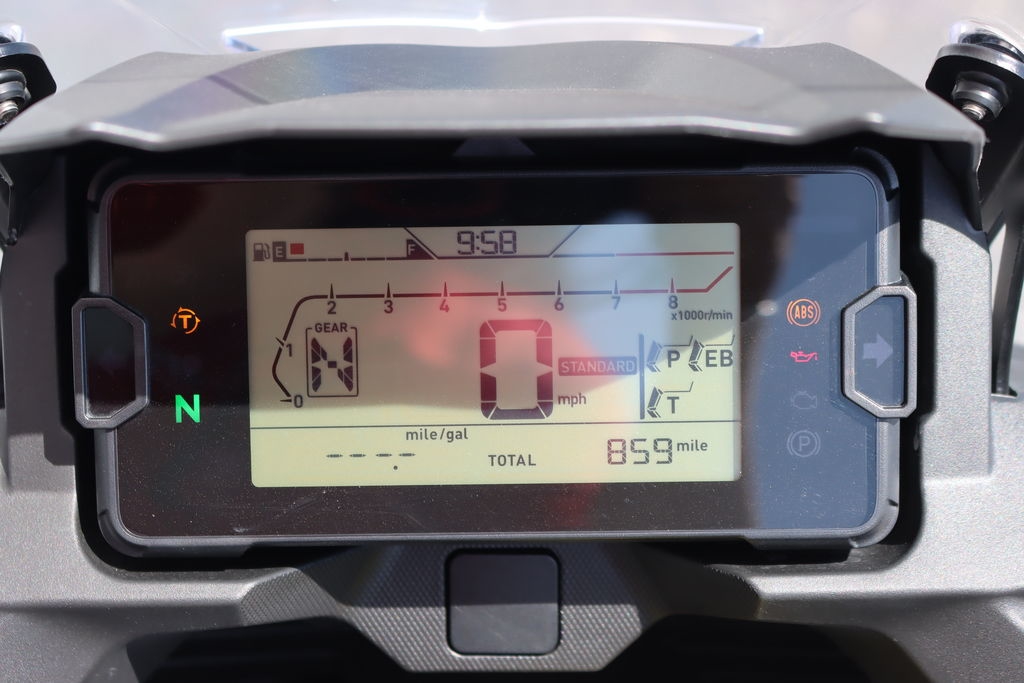 E F 9:58
2 3 4 5 6 7 8
x1000r/min
1 GEAR
N
0
0 mph
STANDARD
P EB
T
T
N
ABS
P
mile/gal
--.-
TOTAL 859 mile